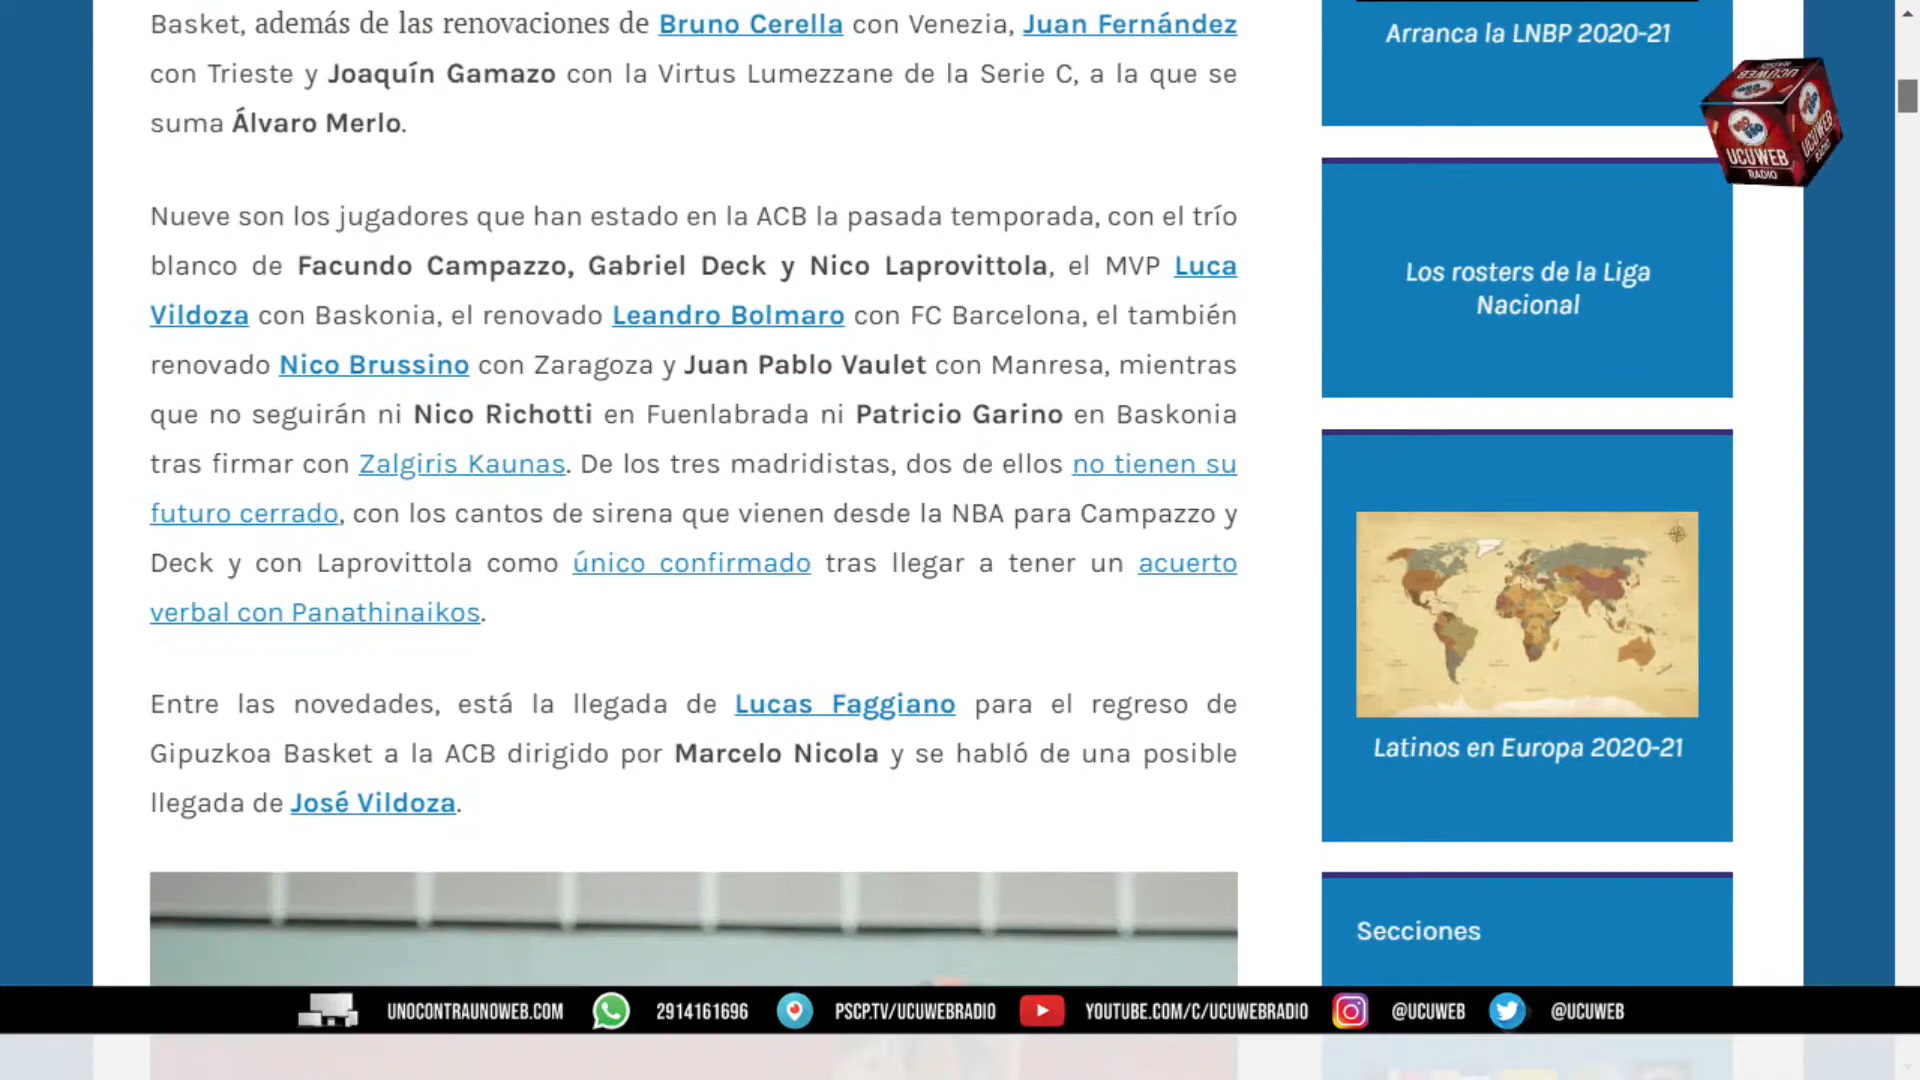 Basket, además de las renovaciones de Bruno Cerella con Venezia, Juan Fernández
con Trieste y Joaquín Gamazo con la Virtus Lumezzane de la Serie C, a la que se
suma Álvaro Merlo.
Nueve son los jugadores que han estado en la ACB la pasada temporada, con el trío
blanco de Facundo Campazzo, Gabriel Deck y Nico Laprovittola, el MVP Luca
Vildoza con Baskonia, el renovado Leandro Bolmaro con FC Barcelona, el también
renovado Nico Brussino con Zaragoza y Juan Pablo Vaulet con Manresa, mientras
que no seguirán ni Nico Richotti en Fuenlabrada ni Patricio Garino en Baskonia
tras firmar con Zalgiris Kaunas. De los tres madridistas, dos de ellos no tienen su
futuro cerrado, con los cantos de sirena que vienen desde la NBA para Campazzo y
Deck y con Laprovittola como único confirmado tras llegar a tener un acuerto
verbal con Panathinaikos.
Entre las novedades, está la llegada de Lucas Faggiano para el regreso de
Gipuzkoa Basket a la ACB dirigido por Marcelo Nicola y se habló de una posible
llegada de José Vildoza.
Arranca la LNBP 2020-21
UCUWEB
RADIO
Los rosters de la Liga
Nacional
Latinos en Europa 2020-21
Secciones
UNOCONTRAUNOWEB.COM 2914161696 PSCP.TV/UCUWEBRADIO YOUTUBE.COM/C/UCUWEBRADIO @UCUWEB @UCUWEB